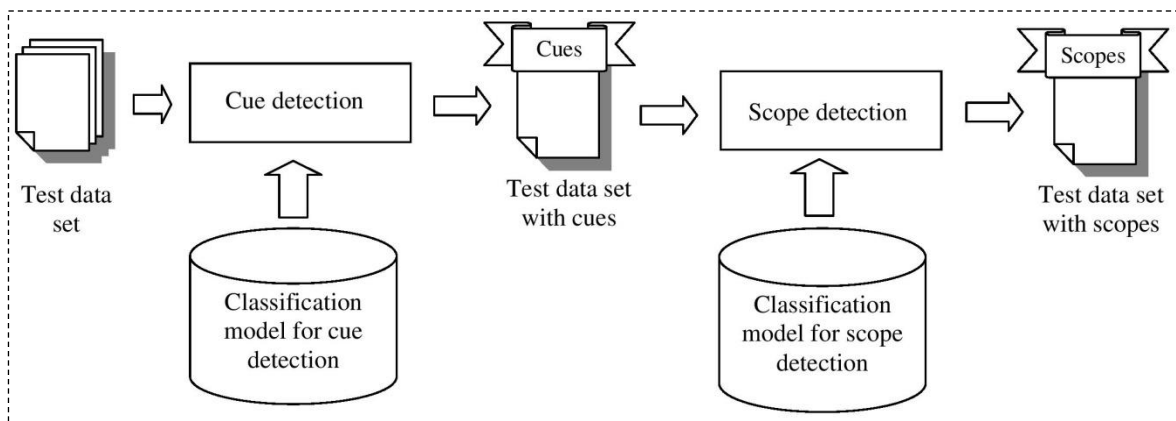 Cues
Scopes
Cue detection
Scope detection
Test data
set
Test data set
with cues
Test data set
with scopes
Classification
model for cue
detection
Classification
model for scope
detection